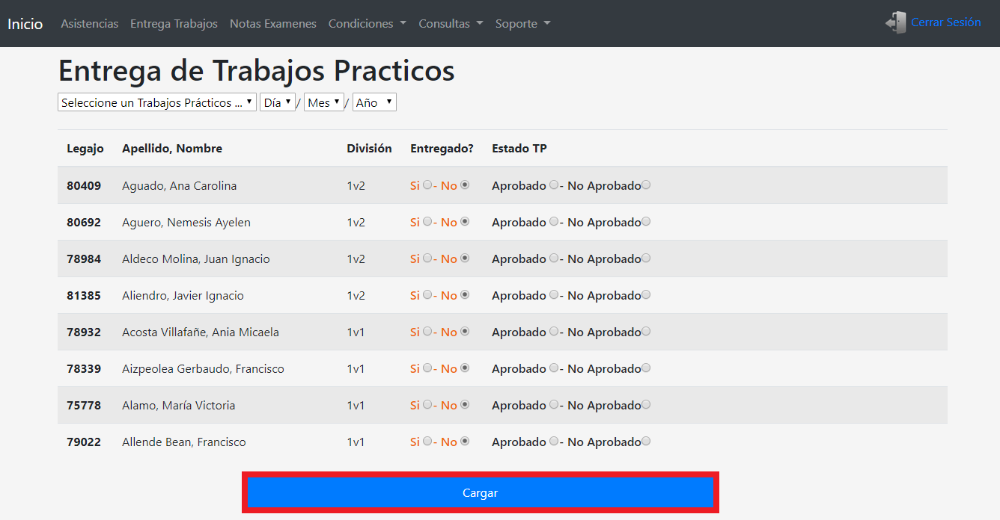 Inicio Asistencias Entrega Trabajos Notas Examenes Condiciones Consultas Soporte Cerrar Sesión
Entrega de Trabajos Practicos
Seleccione un Trabajos Prácticos ... Día / Mes / Año
Legajo Apellido, Nombre División Entregado? Estado TP
80409 Aguado, Ana Carolina 1v2 Si - No Aprobado - No Aprobado
80692 Aguero, Nemesis Ayelen 1v2 Si - No Aprobado - No Aprobado
78984 Aldeco Molina, Juan Ignacio 1v2 Si - No Aprobado - No Aprobado
81385 Aliendro, Javier Ignacio 1v2 Si - No Aprobado - No Aprobado
78932 Acosta Villafañe, Ania Micaela 1v1 Si - No Aprobado - No Aprobado
78339 Aizpeolea Gerbaudo, Francisco 1v1 Si - No Aprobado - No Aprobado
75778 Alamo, María Victoria 1v1 Si - No Aprobado - No Aprobado
79022 Allende Bean, Francisco 1v1 Si - No Aprobado - No Aprobado
Cargar